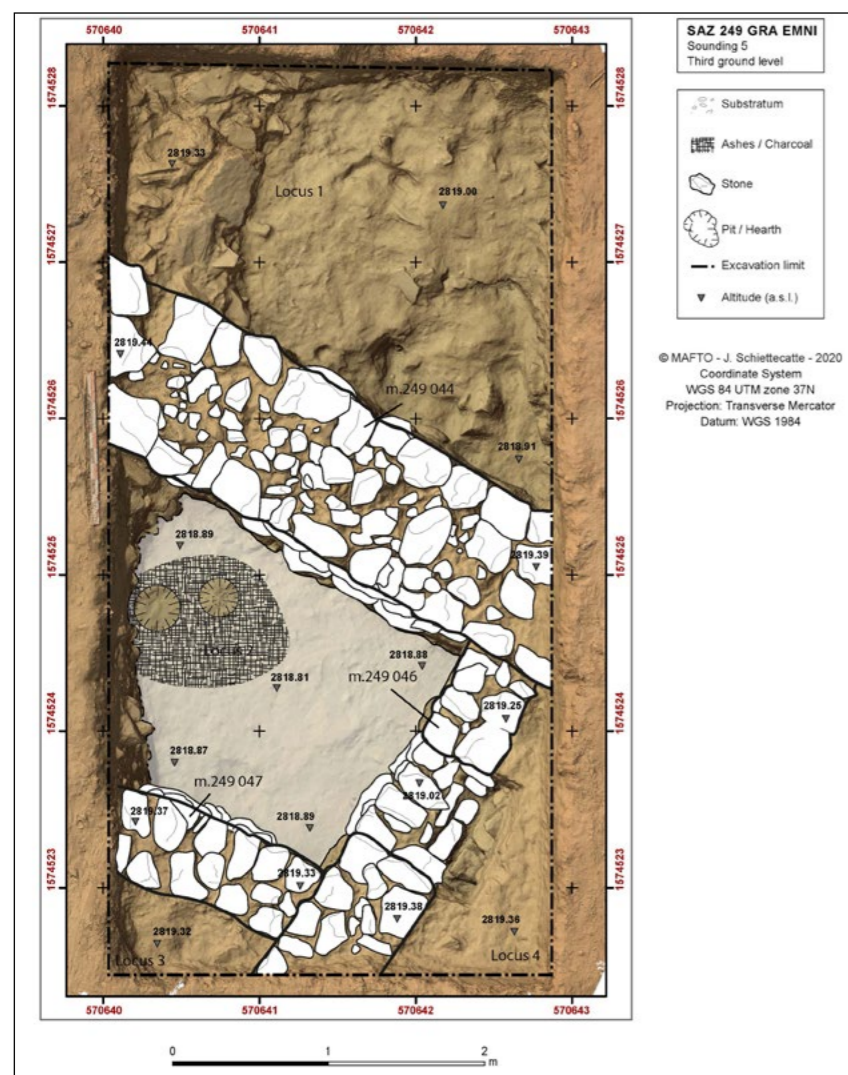 570640 570641 570642 570643
SAZ 249 GRA EMNI
Sounding 5
Third ground level
1574528
1574528
Substratum
Ashes / Charcoal
Stone
Pit / Hearth
Excavation limit
Altitude (a.s.l.)
© MAFTO - J. Schiettecatte - 2020
Coordinate System
WGS 84 UTM zone 37N
Projection: Transverse Mercator
Datum: WGS 1984
2819.33
Locus 1
2819.00
1574527
1574527
2819.44
m.249 044
1574526
1574526
2818.91
2818.89
2819.39
1574525
1574525
Locus 2
2818.88
m.249 046
2818.81
2819.25
1574524
1574524
2818.87
m.249 047
2819.02
2819.37
2818.89
2819.33
1574523
1574523
2819.38
2819.32
2819.36
Locus 3
Locus 4
570640 570641 570642 570643
0 1 2
m